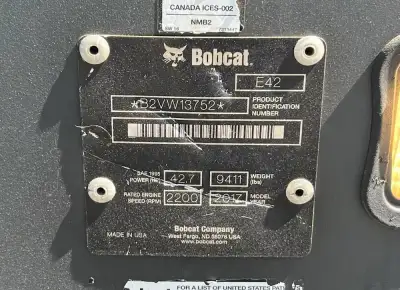 CANADA ICES-002
NMB2
Bobcat
E42
*B2VW13752*
PRODUCT
IDENTIFICATION
NUMBER
SAE 1995
POWER (HP)
42.7
9411
WEIGHT
(lbs)
RATED ENGINE
SPEED (RPM)
2200
2017
MODEL
YEAR
MADE IN USA
Bobcat Company
West Fargo, ND 58078 USA
www.bobcat.com
FOR A LIST OF UNITED STATES PATE